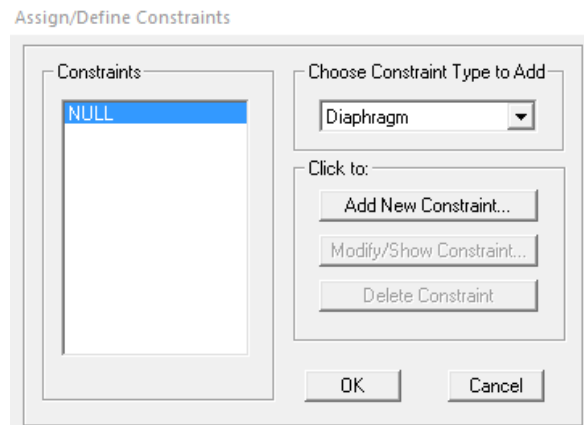 Assign/Define Constraints
Constraints
NULL
Choose Constraint Type to Add
Diaphragm
Click to:
Add New Constraint...
Modify/Show Constraint...
Delete Constraint
OK
Cancel